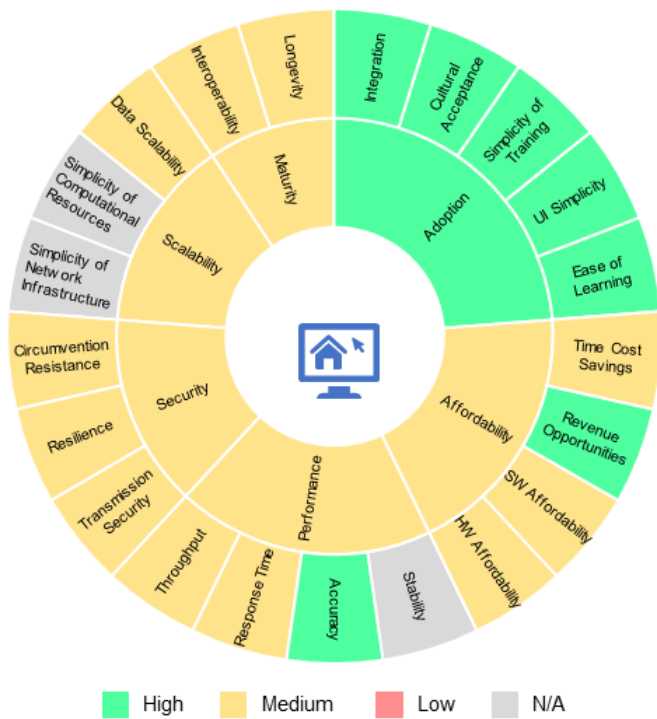 Integration
Cultural
Acceptance
Simplicity of
Training
UI Simplicity
Ease of
Learning
Time Cost
Savings
Revenue
Opportunities
SW Affordability
HW Affordability
Stability
Accuracy
Response Time
Throughput
Transmission
Security
Resilience
Circumvention
Resistance
Simplicity of
Network
Infrastructure
Simplicity of
Computational
Resources
Data Scalability
Interoperability
Longevity
Adoption
Affordability
Performance
Security
Scalability
Maturity
High
Medium
Low
N/A